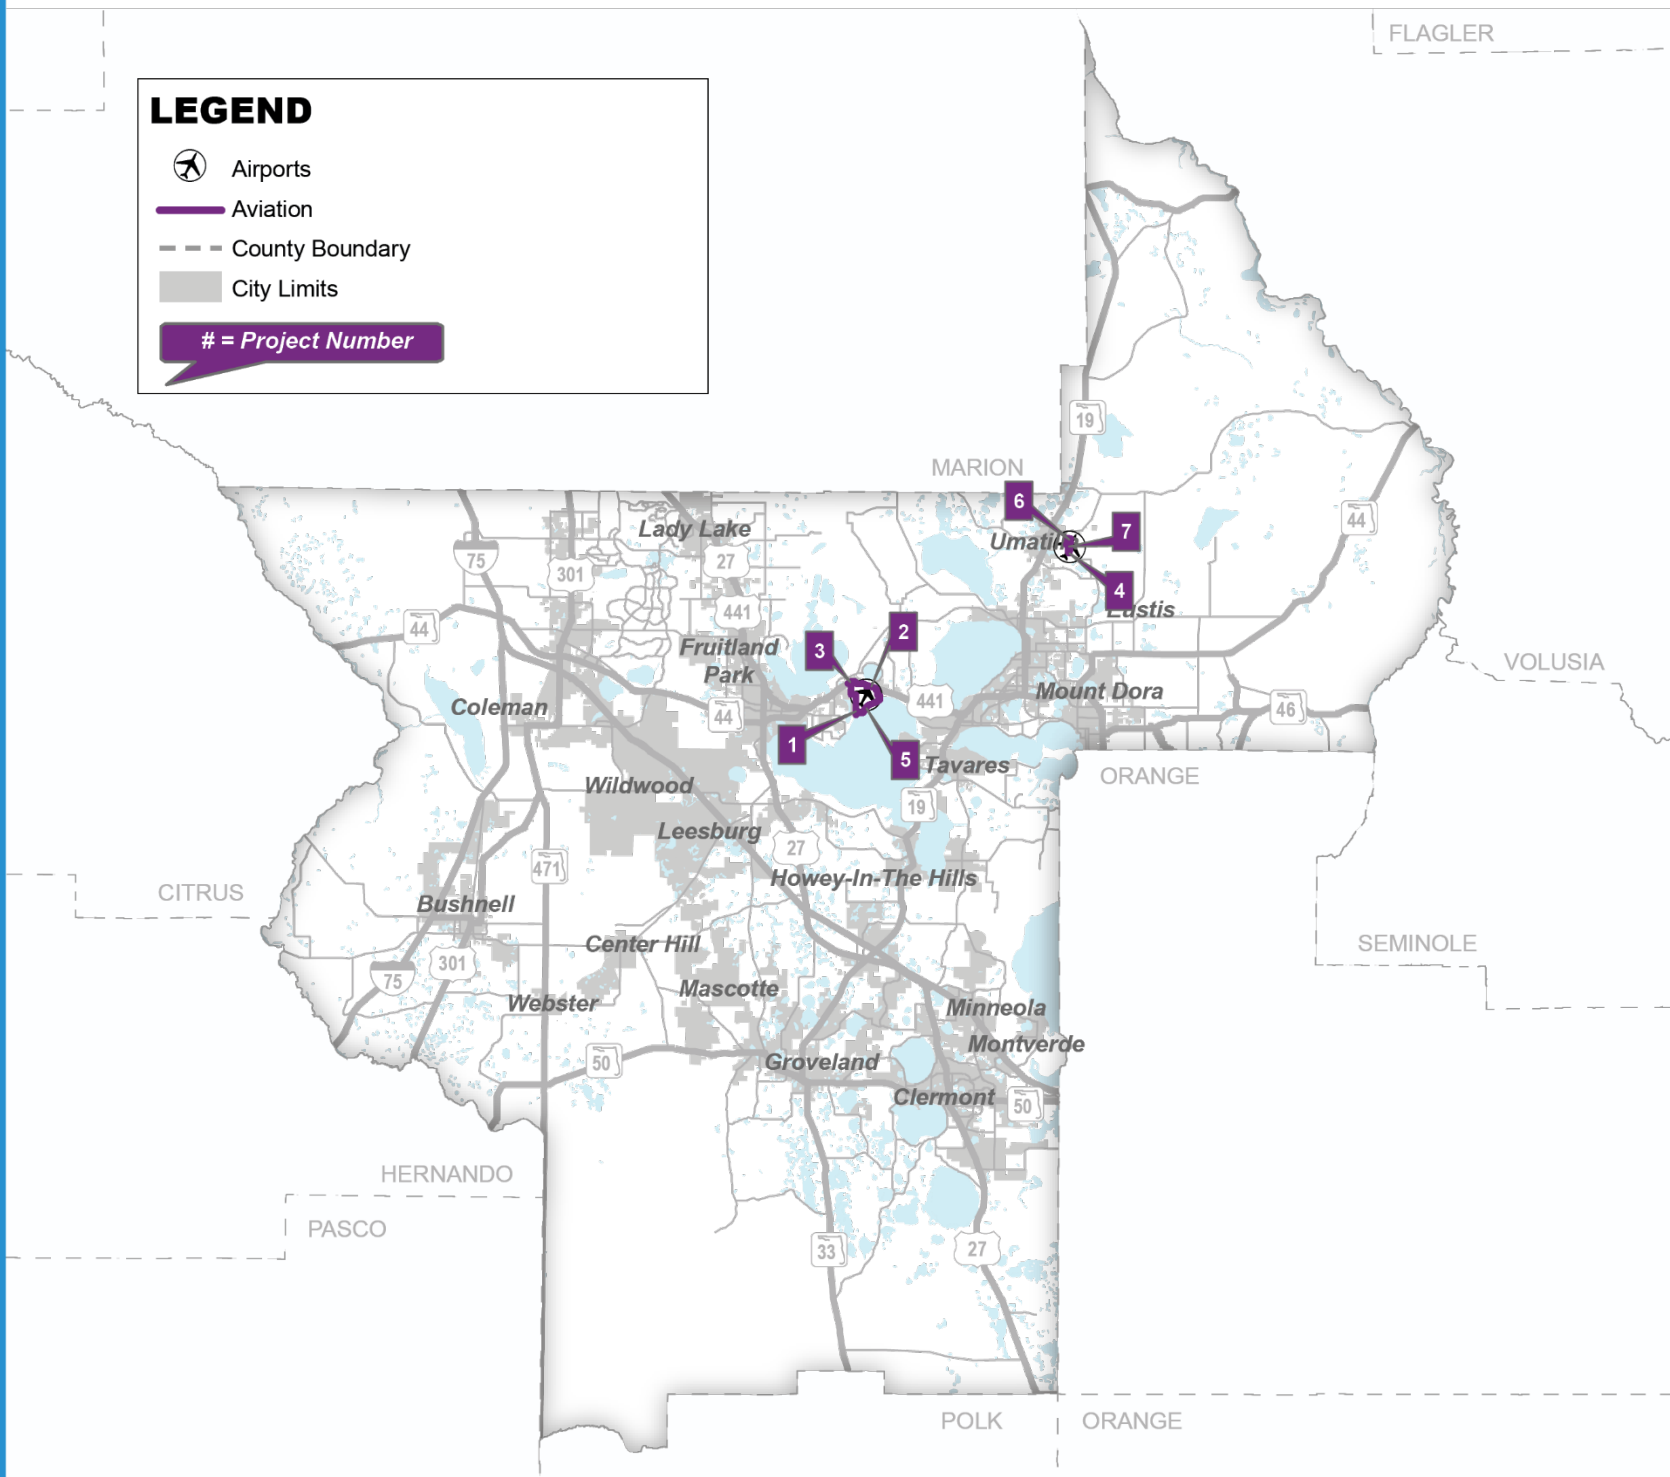 FLAGLER
LEGEND
Airports
Aviation
County Boundary
City Limits
# = Project Number
19
MARION
6
44
Lady Lake
7
Umati
75
27
301
4
441
Eustis
44
2
Fruitland
3
Park
VOLUSIA
Mount Dora
441
Coleman
46
44
1
5
Tavares
ORANGE
Wildwood
19
Leesburg
27
471
Howey-In-The Hills
CITRUS
Bushnell
Center Hill
SEMINOLE
301
75
Mascotte
Webster
Minneola
Montverde
50
Groveland
Clermont
50
HERNANDO
PASCO
33
27
POLK
ORANGE